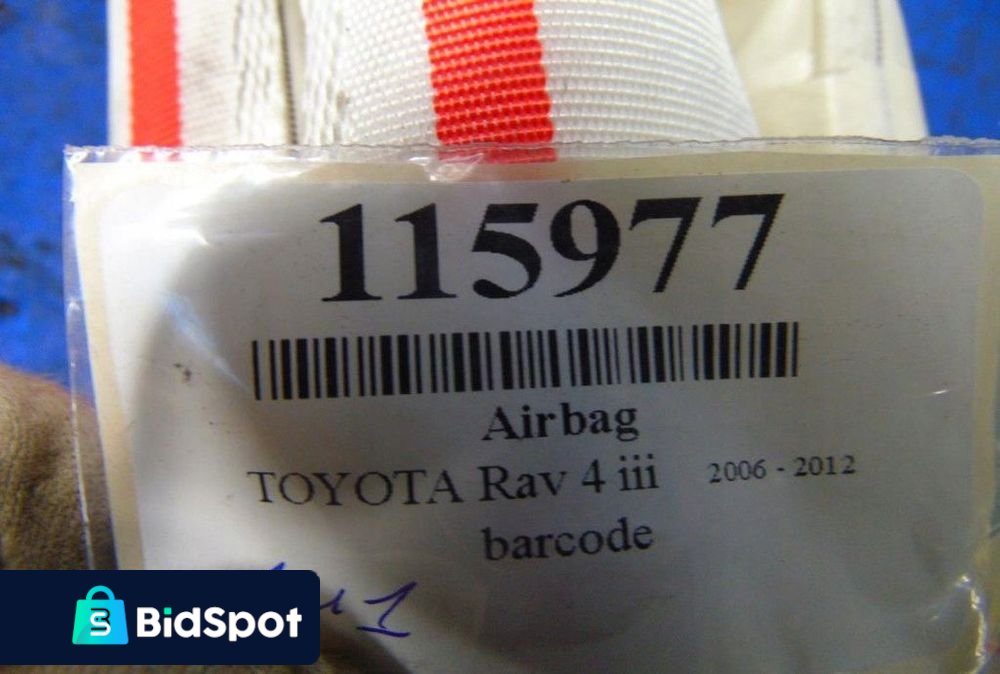 115977
Airbag
TOYOTA Rav 4 iii 2006 - 2012
barcode
BidSpot